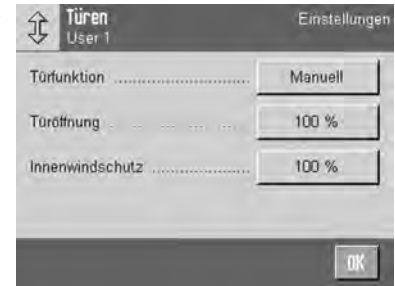 Türen
User 1
Einstellungen
Türfunktion ........................... Manuell
Türöffnung ........................... 100 %
Innenwindschutz .................... 100 %
OK